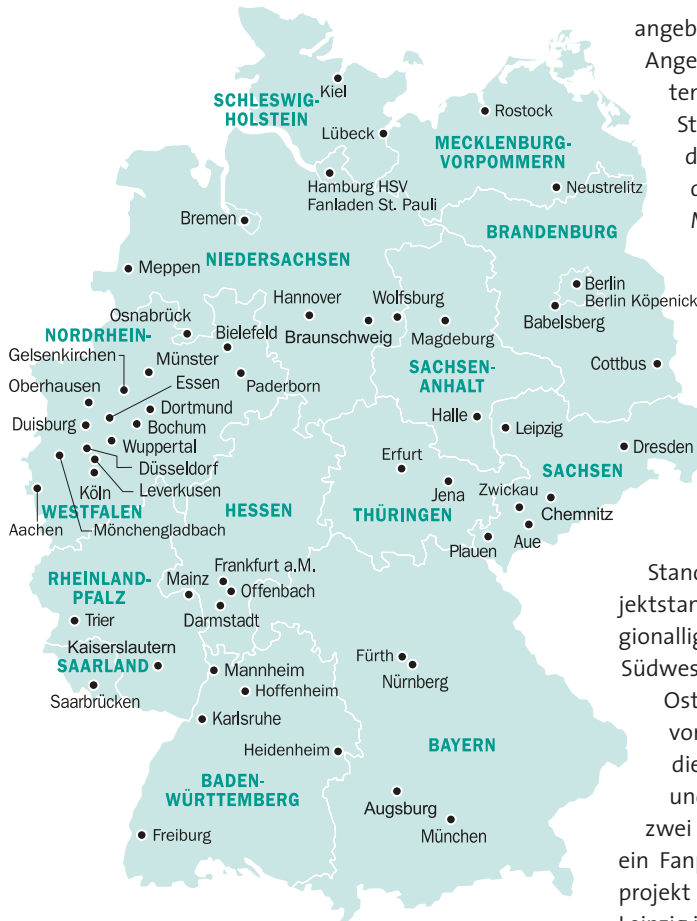 Kiel
SCHLESWIG-
HOLSTEIN
Rostock
Lübeck
MECKLENBURG-
VORPOMMERN
Hamburg HSV
Fanladen St. Pauli
Neustrelitz
Bremen
BRANDENBURG
NIEDERSACHSEN
Meppen
Berlin
Berlin Köpenick
Hannover
Wolfsburg
Babelsberg
Osnabrück
NORDRHEIN-
Bielefeld
Braunschweig
Magdeburg
Gelsenkirchen
Münster
Cottbus
SACHSEN-
ANHALT
Oberhausen
Essen
Paderborn
Dortmund
Halle
Duisburg
Bochum
Leipzig
Wuppertal
Dresden
Erfurt
Düsseldorf
SACHSEN
Leverkusen
Köln
Jena
Zwickau
WESTFALEN
HESSEN
THÜRINGEN
Chemnitz
Aachen
Mönchengladbach
Aue
Plauen
Frankfurt a.M.
RHEINLAND-
PFALZ
Mainz
Offenbach
Darmstadt
Trier
Kaiserslautern
Fürth
SAARLAND
Mannheim
Nürnberg
Hoffenheim
Saarbrücken
Karlsruhe
Heidenheim
BAYERN
BADEN-
WÜRTTEMBERG
Augsburg
München
Freiburg
angeb
Ange
ten
St
d
M
Stand
jektstan
gionallig
Südwes
Ost
vor
die
un
zwei
ein Fanp
projekt